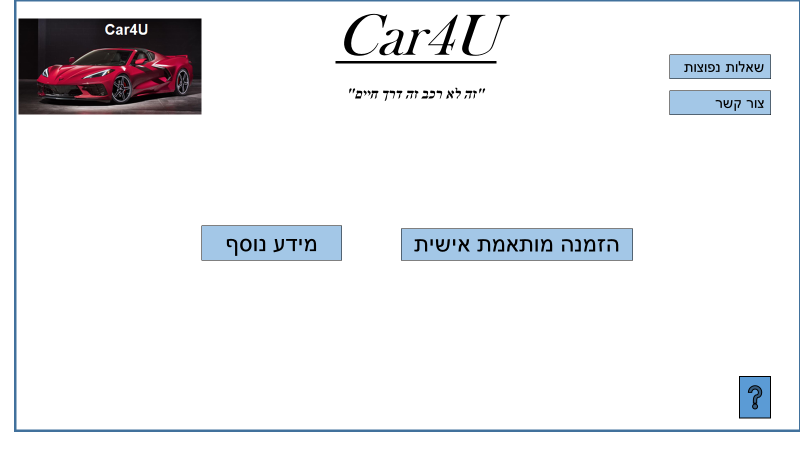 Car4U
Car4U
"זה לא רכב זה דרך חיים"
שאלות נפוצות
צור קשר
הזמנה מותאמת אישית
מידע נוסף
?